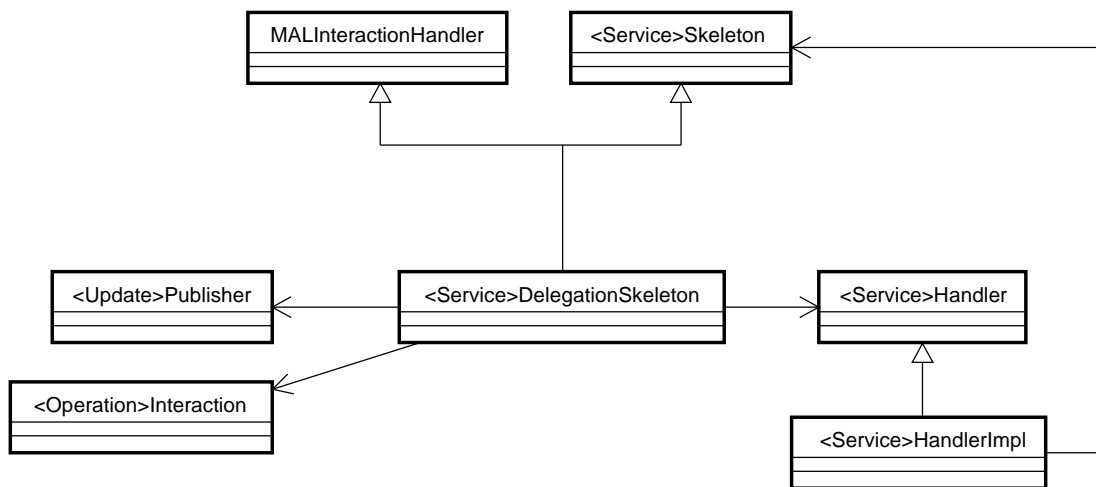 MALInteractionHandler
<Service>Skeleton
<Update>Publisher
<Service>DelegationSkeleton
<Service>Handler
<Operation>Interaction
<Service>HandlerImpl